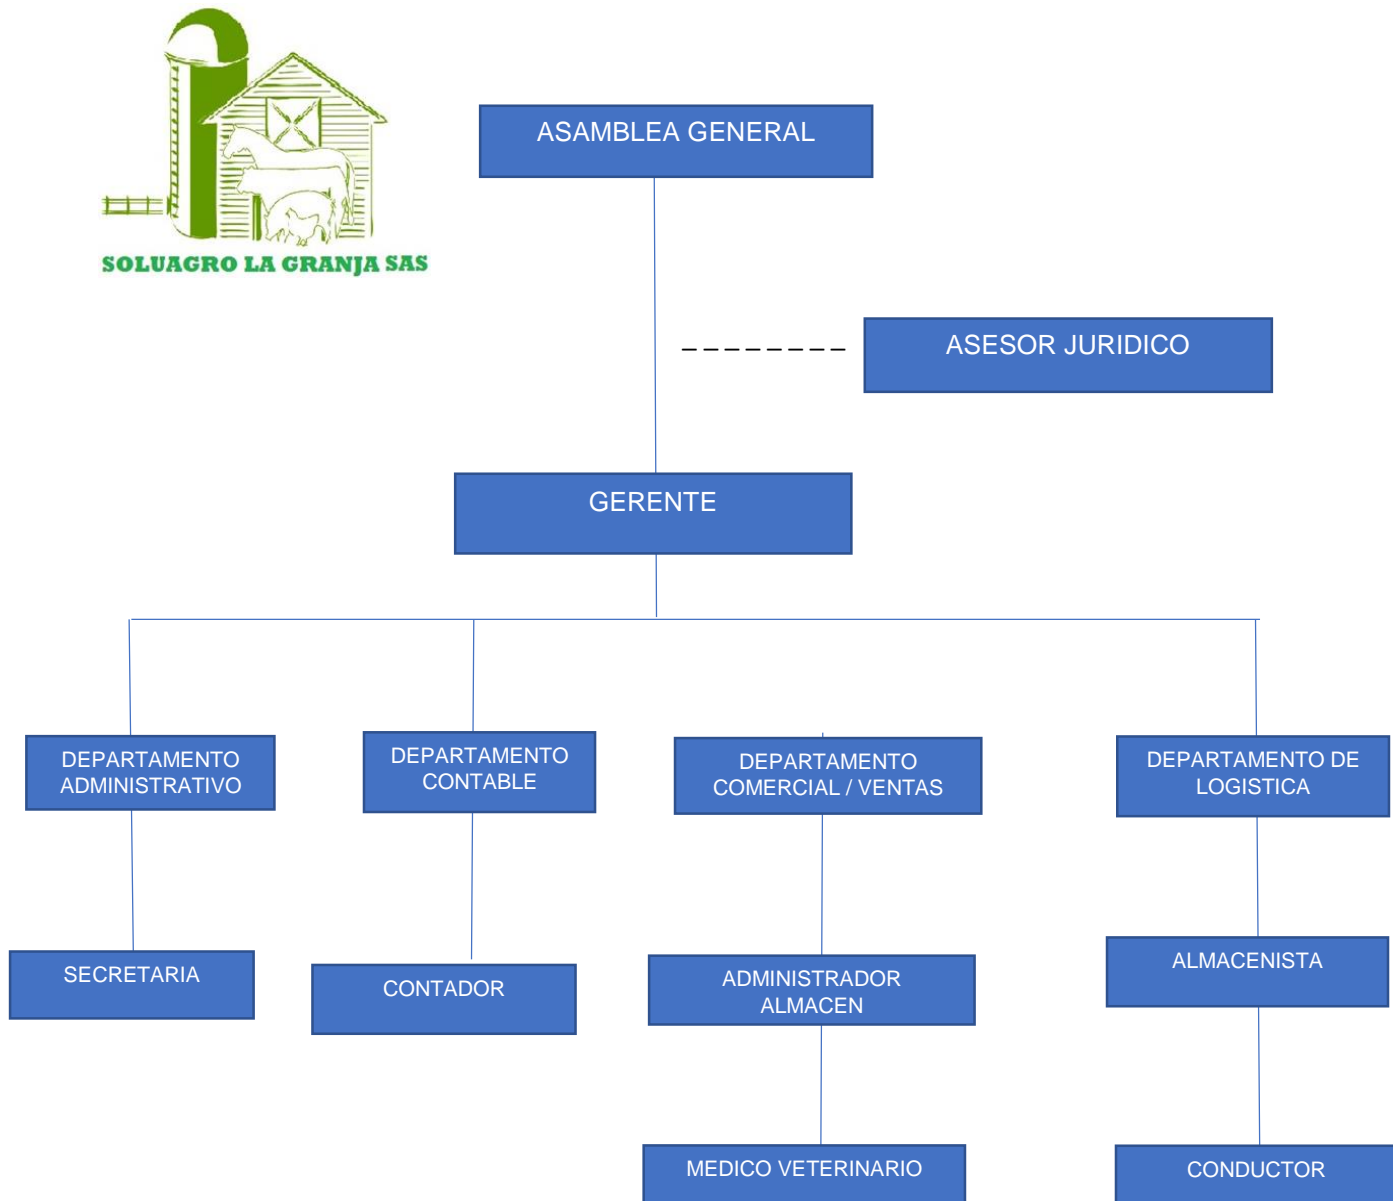 SOLUAGRO LA GRANJA SAS
ASAMBLEA GENERAL
ASESOR JURIDICO
GERENTE
DEPARTAMENTO
ADMINISTRATIVO
DEPARTAMENTO
CONTABLE
DEPARTAMENTO
COMERCIAL / VENTAS
DEPARTAMENTO DE
LOGISTICA
SECRETARIA
CONTADOR
ADMINISTRADOR
ALMACEN
ALMACENISTA
MEDICO VETERINARIO
CONDUCTOR